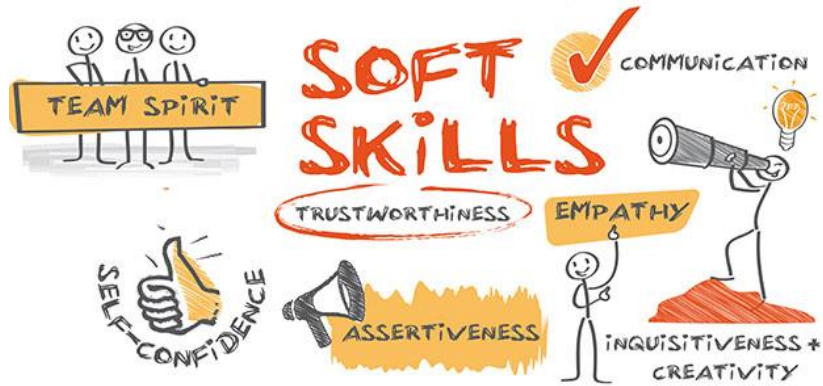 TEAM SPiRiT
SOFT
SKiLLS
COMMUNiCATiON
TRUSTWORTHiNESS
EMPATHY
SELF-CONFiDENCE
ASSERTiVENESS
iNQUiSiTiVENESS +
CREATiViTY